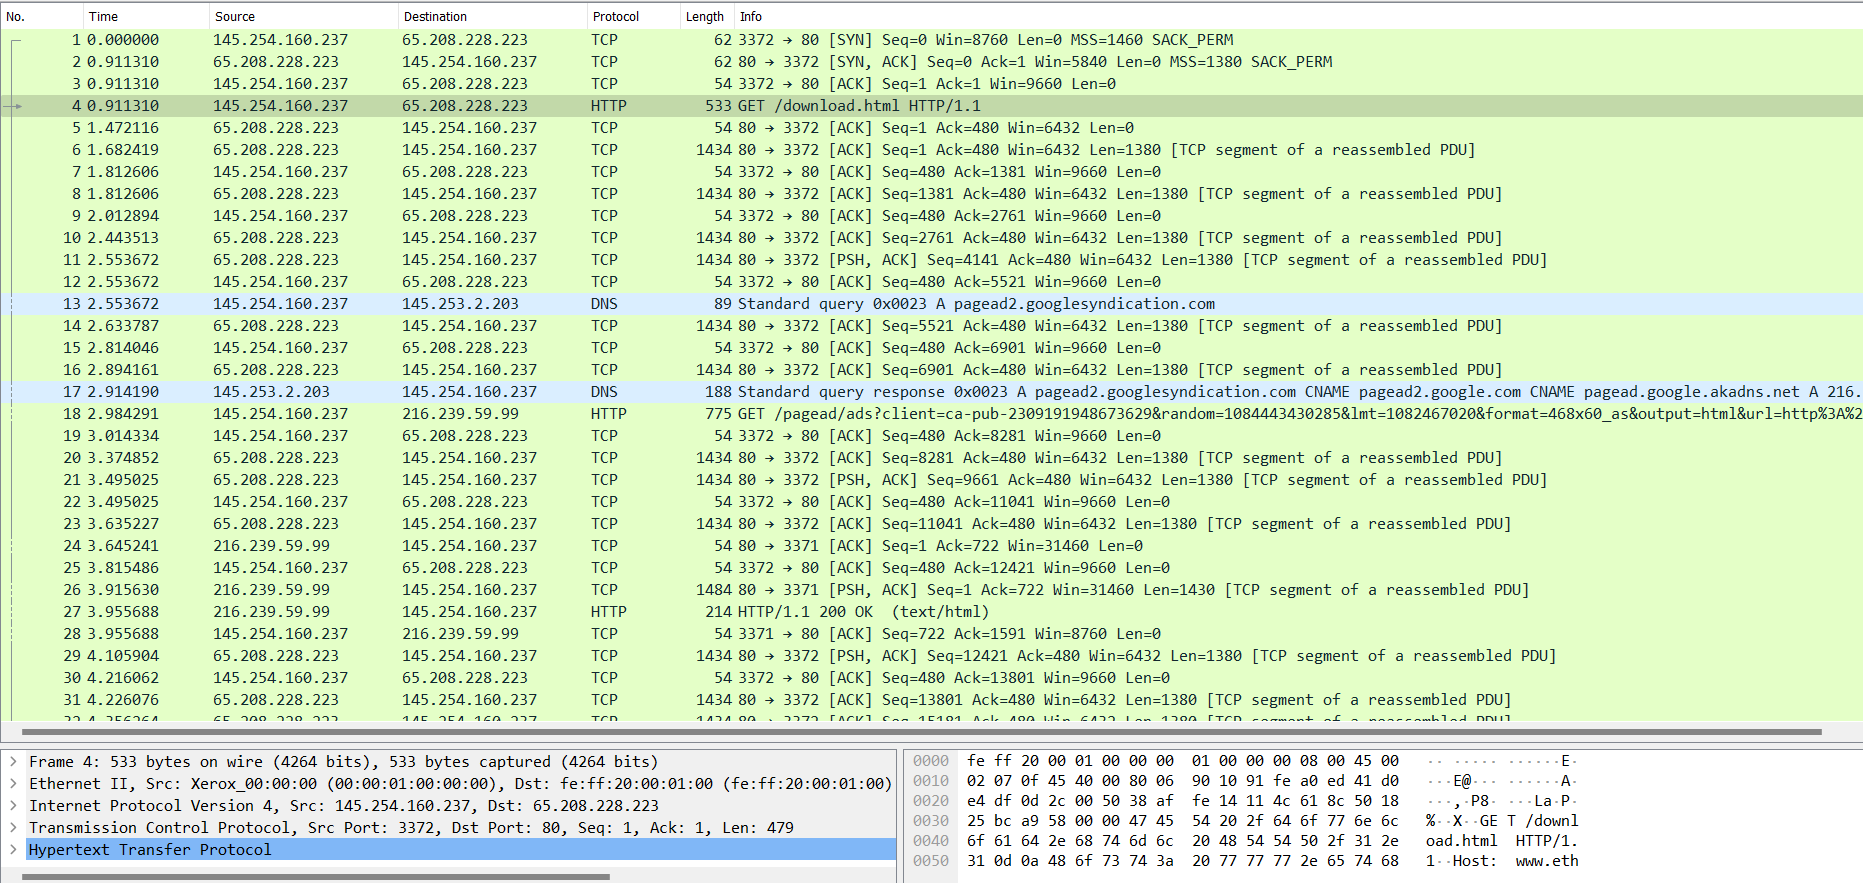 No. Time Source Destination Protocol Length Info
1 0.000000 145.254.160.237 65.208.228.223 TCP 62 3372 → 80 [SYN] Seq=0 Win=8760 Len=0 MSS=1460 SACK_PERM
2 0.911310 65.208.228.223 145.254.160.237 TCP 62 80 → 3372 [SYN, ACK] Seq=0 Ack=1 Win=5840 Len=0 MSS=1380 SACK_PERM
3 0.911310 145.254.160.237 65.208.228.223 TCP 54 3372 → 80 [ACK] Seq=1 Ack=1 Win=9660 Len=0
4 0.911310 145.254.160.237 65.208.228.223 HTTP 533 GET /download.html HTTP/1.1
5 1.472116 65.208.228.223 145.254.160.237 TCP 54 80 → 3372 [ACK] Seq=1 Ack=480 Win=6432 Len=0
6 1.682419 65.208.228.223 145.254.160.237 TCP 1434 80 → 3372 [ACK] Seq=1 Ack=480 Win=6432 Len=1380 [TCP segment of a reassembled PDU]
7 1.812606 145.254.160.237 65.208.228.223 TCP 54 3372 → 80 [ACK] Seq=480 Ack=1381 Win=9660 Len=0
8 1.812606 65.208.228.223 145.254.160.237 TCP 1434 80 → 3372 [ACK] Seq=1381 Ack=480 Win=6432 Len=1380 [TCP segment of a reassembled PDU]
9 2.012894 145.254.160.237 65.208.228.223 TCP 54 3372 → 80 [ACK] Seq=480 Ack=2761 Win=9660 Len=0
10 2.443513 65.208.228.223 145.254.160.237 TCP 1434 80 → 3372 [ACK] Seq=2761 Ack=480 Win=6432 Len=1380 [TCP segment of a reassembled PDU]
11 2.553672 65.208.228.223 145.254.160.237 TCP 1434 80 → 3372 [PSH, ACK] Seq=4141 Ack=480 Win=6432 Len=1380 [TCP segment of a reassembled PDU]
12 2.553672 145.254.160.237 65.208.228.223 TCP 54 3372 → 80 [ACK] Seq=480 Ack=5521 Win=9660 Len=0
13 2.553672 145.254.160.237 145.253.2.203 DNS 89 Standard query 0x0023 A pagead2.googlesyndication.com
14 2.633787 65.208.228.223 145.254.160.237 TCP 1434 80 → 3372 [ACK] Seq=5521 Ack=480 Win=6432 Len=1380 [TCP segment of a reassembled PDU]
15 2.814046 145.254.160.237 65.208.228.223 TCP 54 3372 → 80 [ACK] Seq=480 Ack=6901 Win=9660 Len=0
16 2.894161 65.208.228.223 145.254.160.237 TCP 1434 80 → 3372 [ACK] Seq=6901 Ack=480 Win=6432 Len=1380 [TCP segment of a reassembled PDU]
17 2.914190 145.253.2.203 145.254.160.237 DNS 188 Standard query response 0x0023 A pagead2.googlesyndication.com CNAME pagead2.google.com CNAME pagead.google.akadns.net A 216.
18 2.984291 145.254.160.237 216.239.59.99 HTTP 775 GET /pagead/ads?client=ca-pub-2309191948673629&random=1084443430285&lmt=1082467020&format=468x60_as&output=html&url=http%3A%2
19 3.014334 145.254.160.237 65.208.228.223 TCP 54 3372 → 80 [ACK] Seq=480 Ack=8281 Win=9660 Len=0
20 3.374852 65.208.228.223 145.254.160.237 TCP 1434 80 → 3372 [ACK] Seq=8281 Ack=480 Win=6432 Len=1380 [TCP segment of a reassembled PDU]
21 3.495025 65.208.228.223 145.254.160.237 TCP 1434 80 → 3372 [PSH, ACK] Seq=9661 Ack=480 Win=6432 Len=1380 [TCP segment of a reassembled PDU]
22 3.495025 145.254.160.237 65.208.228.223 TCP 54 3372 → 80 [ACK] Seq=480 Ack=11041 Win=9660 Len=0
23 3.635227 65.208.228.223 145.254.160.237 TCP 1434 80 → 3372 [ACK] Seq=11041 Ack=480 Win=6432 Len=1380 [TCP segment of a reassembled PDU]
24 3.645241 216.239.59.99 145.254.160.237 TCP 54 80 → 3371 [ACK] Seq=1 Ack=722 Win=31460 Len=0
25 3.815486 145.254.160.237 65.208.228.223 TCP 54 3372 → 80 [ACK] Seq=480 Ack=12421 Win=9660 Len=0
26 3.915630 216.239.59.99 145.254.160.237 TCP 1484 80 → 3371 [PSH, ACK] Seq=1 Ack=722 Win=31460 Len=1430 [TCP segment of a reassembled PDU]
27 3.955688 216.239.59.99 145.254.160.237 HTTP 214 HTTP/1.1 200 OK (text/html)
28 3.955688 145.254.160.237 216.239.59.99 TCP 54 3371 → 80 [ACK] Seq=722 Ack=1591 Win=8760 Len=0
29 4.105904 65.208.228.223 145.254.160.237 TCP 1434 80 → 3372 [PSH, ACK] Seq=12421 Ack=480 Win=6432 Len=1380 [TCP segment of a reassembled PDU]
30 4.216062 145.254.160.237 65.208.228.223 TCP 54 3372 → 80 [ACK] Seq=480 Ack=13801 Win=9660 Len=0
31 4.226076 65.208.228.223 145.254.160.237 TCP 1434 80 → 3372 [ACK] Seq=13801 Ack=480 Win=6432 Len=1380 [TCP segment of a reassembled PDU]
Frame 4: 533 bytes on wire (4264 bits), 533 bytes captured (4264 bits)
Ethernet II, Src: Xerox_00:00:00 (00:00:01:00:00:00), Dst: fe:ff:20:00:01:00 (fe:ff:20:00:01:00)
Internet Protocol Version 4, Src: 145.254.160.237, Dst: 65.208.228.223
Transmission Control Protocol, Src Port: 3372, Dst Port: 80, Seq: 1, Ack: 1, Len: 479
Hypertext Transfer Protocol
0000 fe ff 20 00 01 00 00 00 01 00 00 00 08 00 45 00 ·· ····· ······E·
0010 02 07 0f 45 40 00 80 06 90 10 91 fe a0 ed 41 d0 ···E@··· ······A·
0020 e4 df 0d 2c 00 50 38 af fe 14 11 4c 61 8c 50 18 ···,·P8· ···La·P·
0030 25 bc a9 58 00 00 47 45 54 20 2f 64 6f 77 6e 6c %··X··GE T /downl
0040 6f 61 64 2e 68 74 6d 6c 20 48 54 54 50 2f 31 2e oad.html HTTP/1.
0050 31 0d 0a 48 6f 73 74 3a 20 77 77 77 2e 65 74 68 1··Host: www.eth